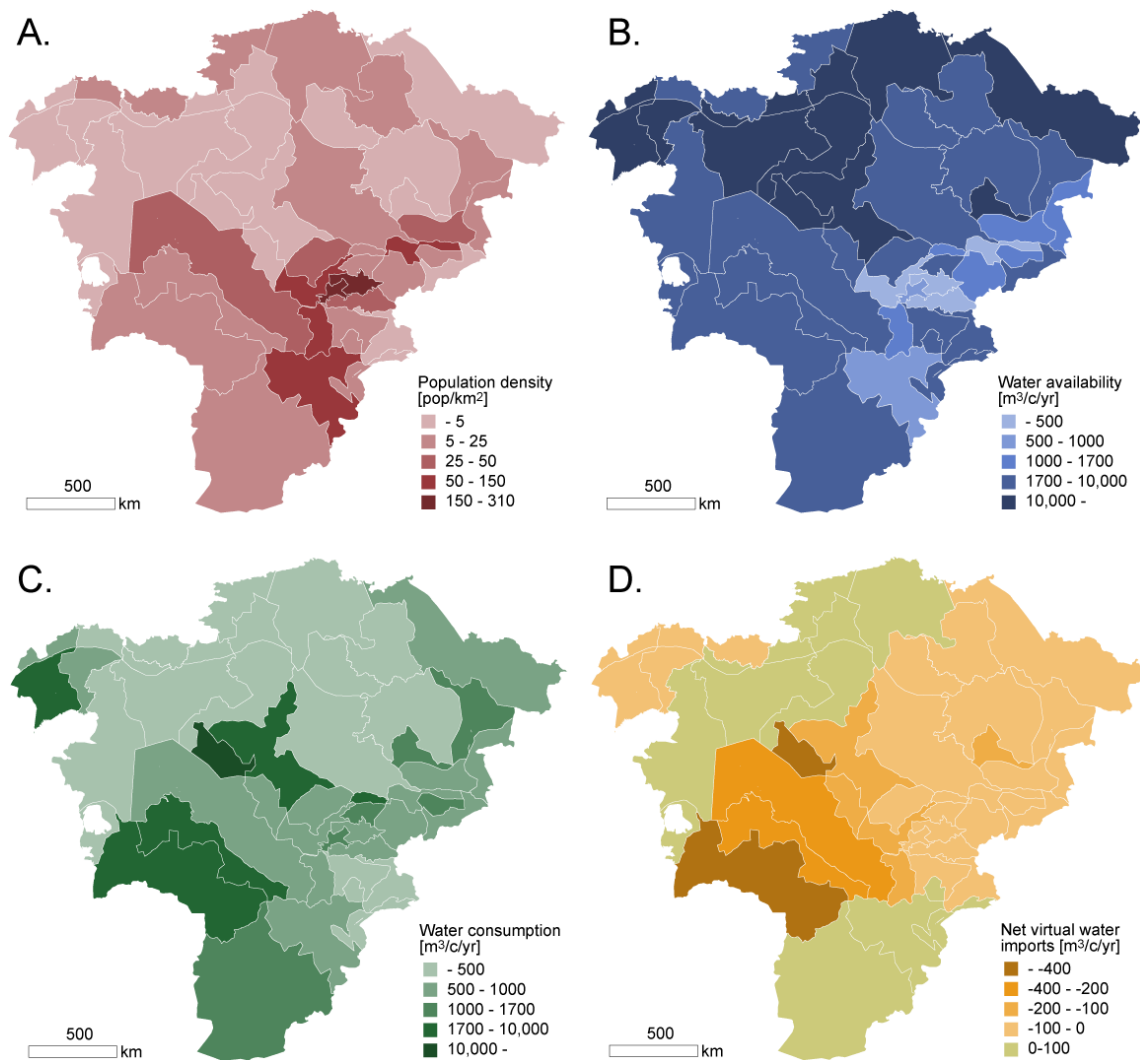 A.
Population density
[pop/km2]
- 5
5 - 25
25 - 50
50 - 150
150 - 310
500
km
B.
Water availability
[m3/c/yr]
- 500
500 - 1000
1000 - 1700
1700 - 10,000
10,000 -
500
km
C.
Water consumption
[m3/c/yr]
- 500
500 - 1000
1000 - 1700
1700 - 10,000
10,000 -
500
km
D.
Net virtual water
imports [m3/c/yr]
- -400
-400 - -200
-200 - -100
-100 - 0
0-100
500
km